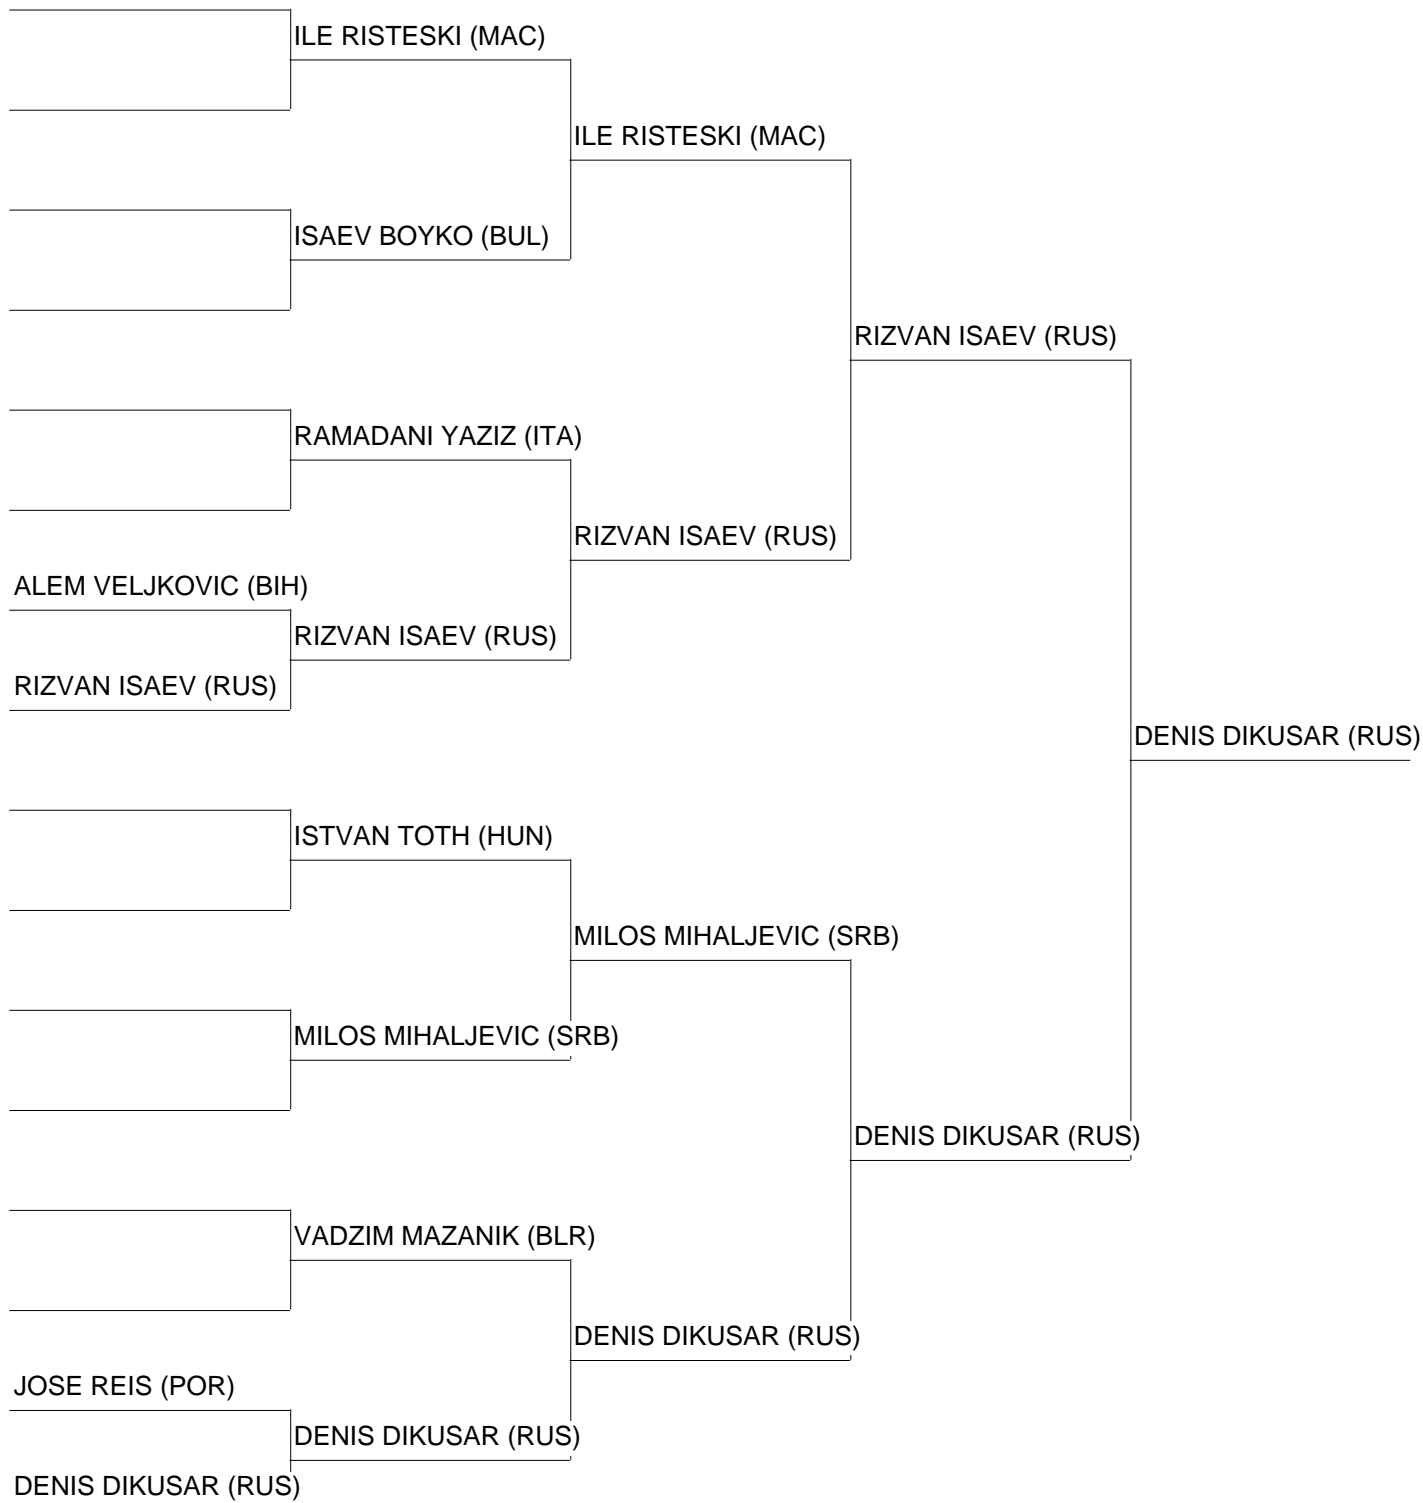 ILE RISTESKI (MAC)
ILE RISTESKI (MAC)
ISAEV BOYKO (BUL)
RIZVAN ISAEV (RUS)
RAMADANI YAZIZ (ITA)
RIZVAN ISAEV (RUS)
ALEM VELJKOVIC (BIH)
RIZVAN ISAEV (RUS)
RIZVAN ISAEV (RUS)
DENIS DIKUSAR (RUS)
ISTVAN TOTH (HUN)
MILOS MIHALJEVIC (SRB)
MILOS MIHALJEVIC (SRB)
DENIS DIKUSAR (RUS)
VADZIM MAZANIK (BLR)
DENIS DIKUSAR (RUS)
JOSE REIS (POR)
DENIS DIKUSAR (RUS)
DENIS DIKUSAR (RUS)